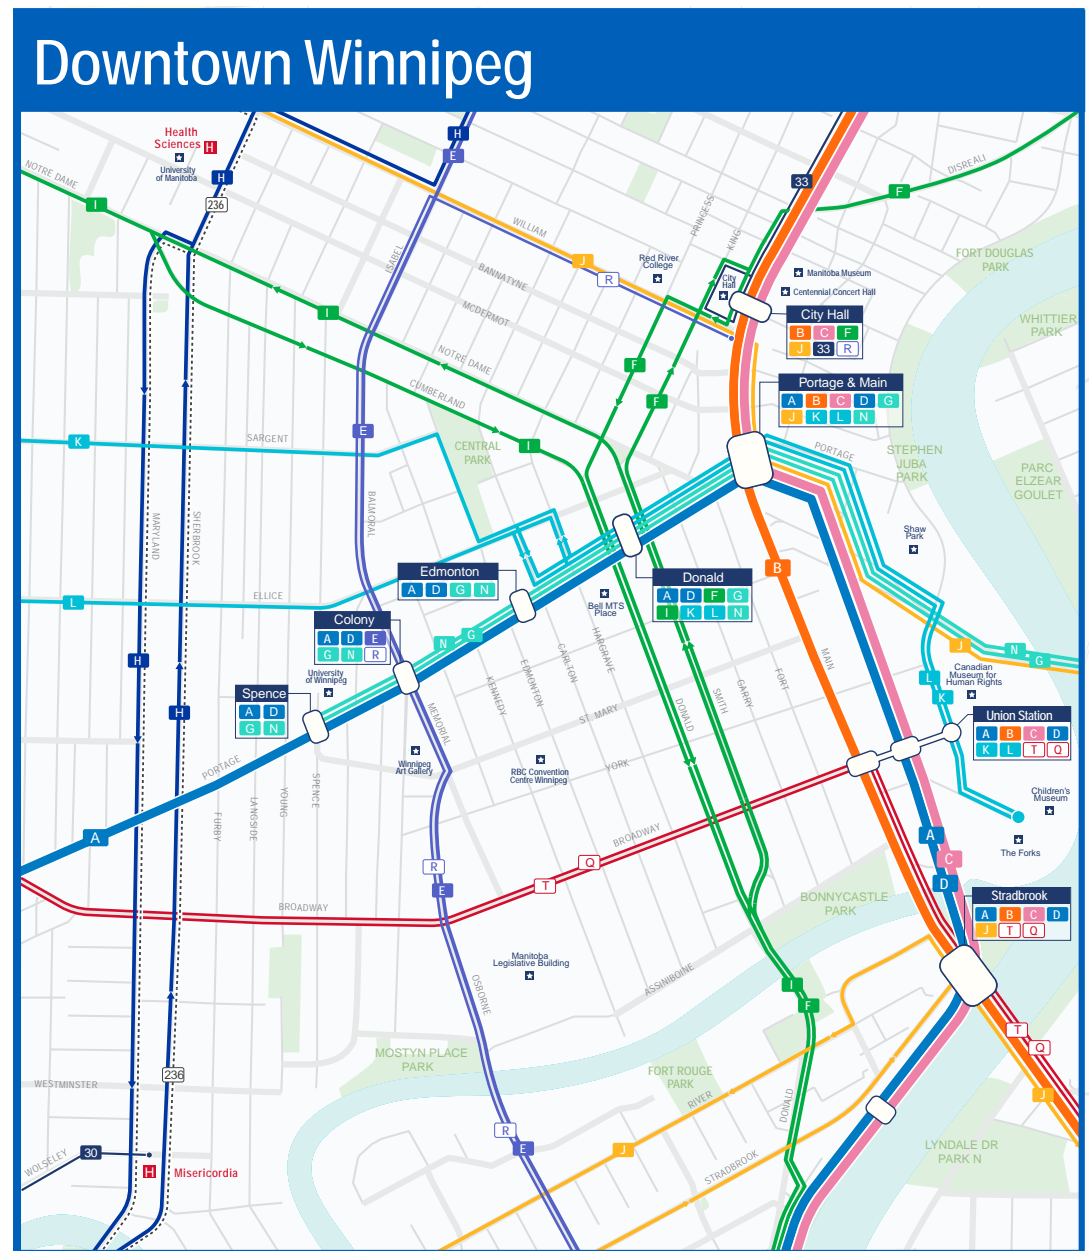 Downtown Winnipeg
Health
Sciences H
University
of Manitoba
H
236
NOTRE DAME
I
H
E
ISABEL
WILLIAM
BANNATYNE
MCDERMOT
J
R
Red River
College
PRINCESS
KING
33
F
DISREALI
FORT DOUGLAS
PARK
City
Hall
Manitoba Museum
Centennial Concert Hall
WHITTIER
PARK
City Hall
B C F
J 33 R
I
I
NOTRE DAME
CUMBERLAND
F
F
Portage & Main
A B C D G
J K L N
K
SARGENT
E
CENTRAL
PARK
PORTAGE
STEPHEN
JUBA
PARK
PARC
ELZEAR
GOULET
MARYLAND
SHERBROOK
BALMORAL
Shaw
Park
B
L
ELLICE
Edmonton
A D G N
Donald
A D F G
I K L N
Bell MTS
Place
Colony
A D E
G N R
N
G
University
of Winnipeg
H
H
Spence
A D
G N
KENNEDY
EDMONTON
CARLTON
HARGRAVE
DONALD
SMITH
GARRY
FORT
MAIN
ST MARY
YORK
MEMORIAL
J
N
G
L
K
Canadian
Museum for
Human Rights
Union Station
A B C D
K L T Q
Winnipeg
Art Gallery
RBC Convention
Centre Winnipeg
PORTAGE
A
FURBY
LANGSIDE
YOUNG
SPENCE
BROADWAY
Children's
Museum
The Forks
A
C
D
R
E
T
Q
BROADWAY
BONNYCASTLE
PARK
Stradbrook
A B C D
J T Q
Manitoba
Legislative Building
ASSINIBOINE
OSBORNE
I
F
T
Q
MOSTYN PLACE
PARK
FORT ROUGE
PARK
RIVER
DONALD
J
WESTMINSTER
236
WOLSELEY
30
H Misericordia
R
E
J
STRADBROOK
LYNDALE DR
PARK N